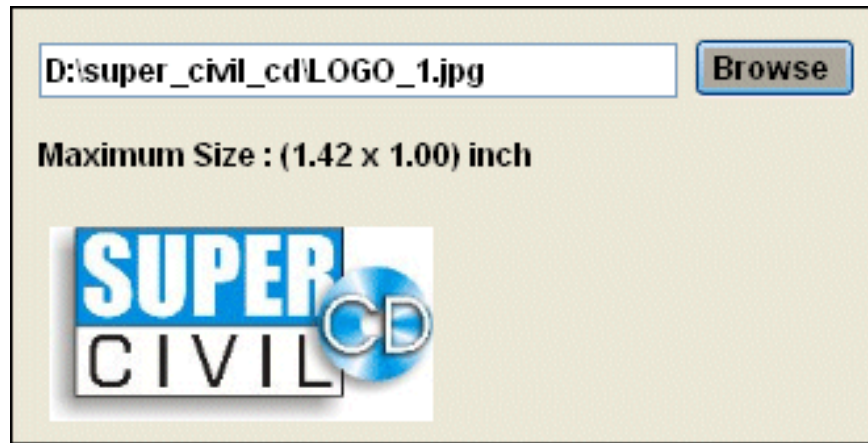 D:\super_civil_cd\LOGO_1.jpg
Browse
Maximum Size : (1.42 x 1.00) inch
SUPER
CD
CIVIL